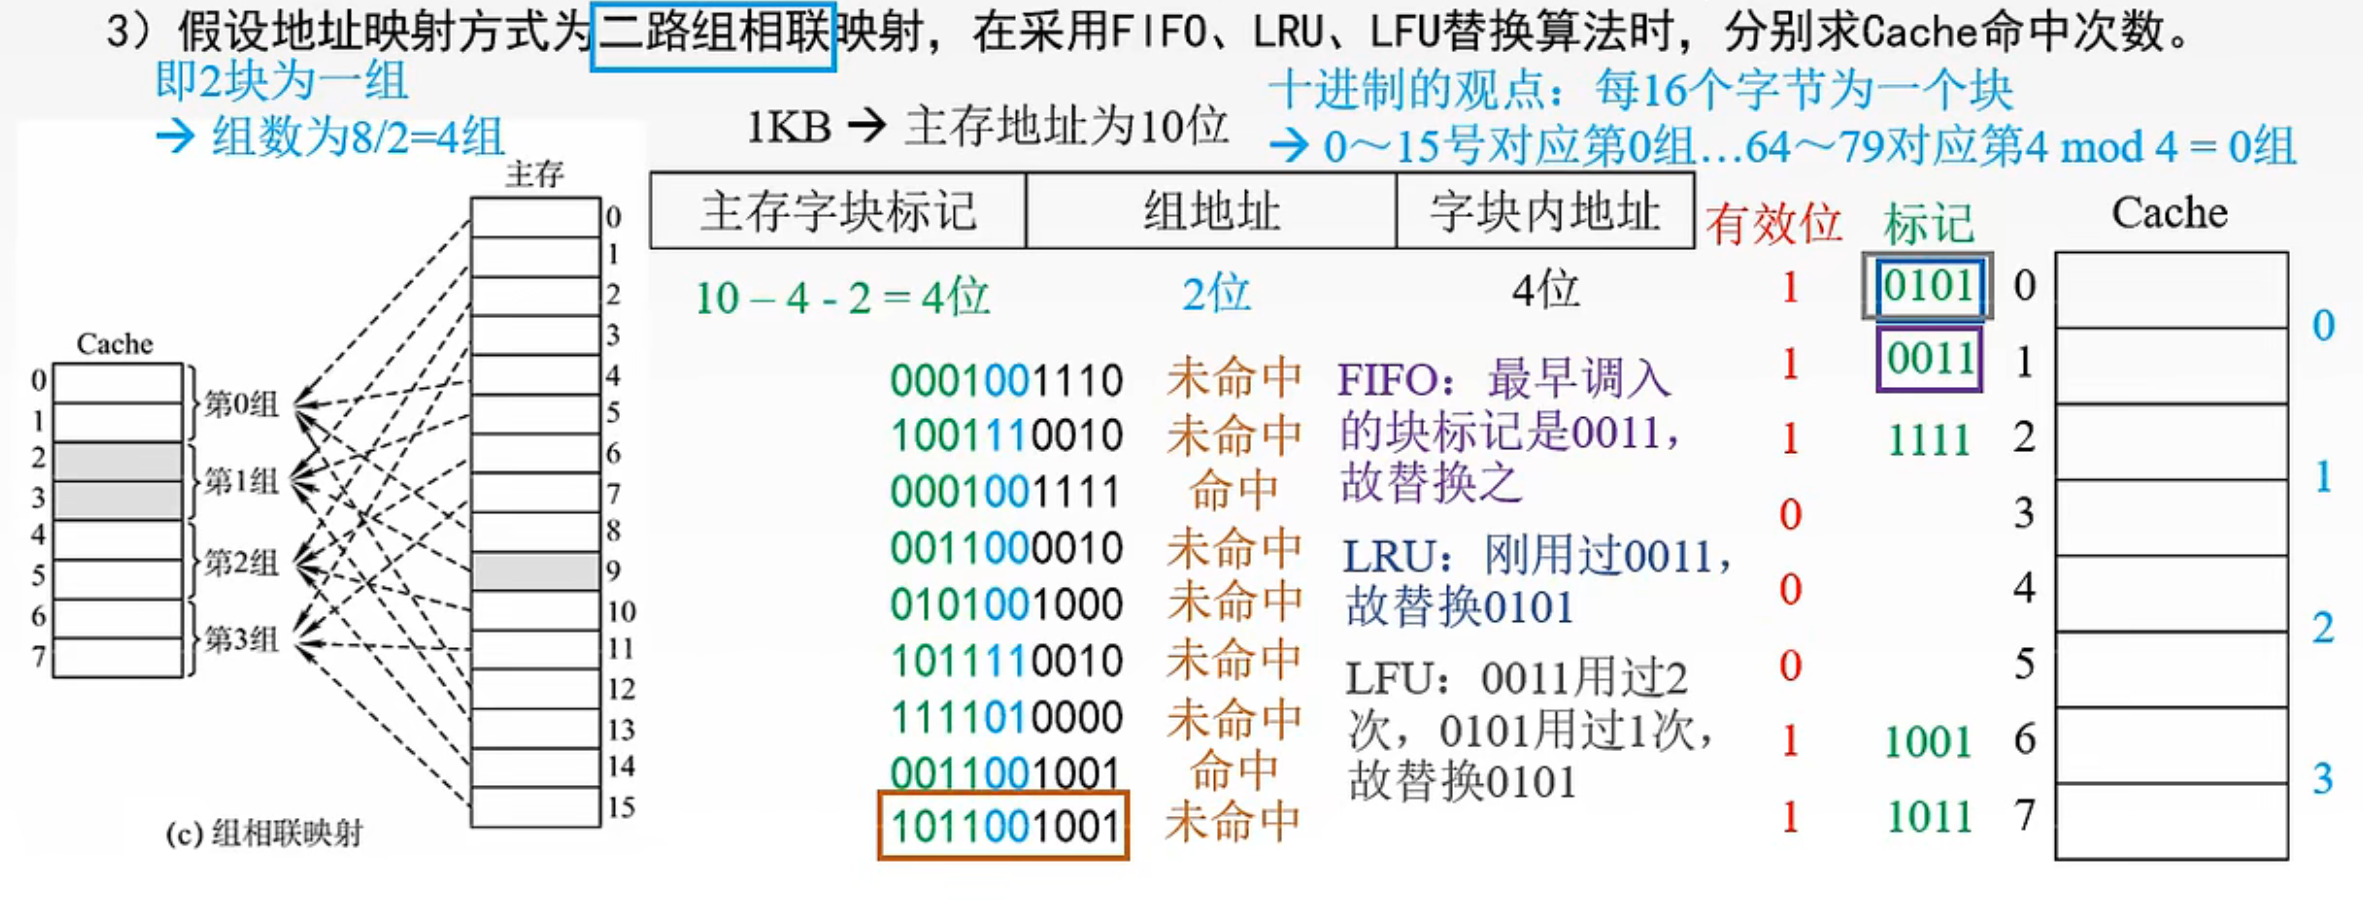 3）假设地址映射方式为二路组相联映射，在采用FIFO、LRU、LFU替换算法时，分别求Cache命中次数。
即2块为一组
→ 组数为8/2=4组
1KB → 主存地址为10位
十进制的观点：每16个字节为一个块
→ 0～15号对应第0组…64～79对应第4 mod 4 = 0组
主存
0
1
2
3
4
5
6
7
8
9
10
11
12
13
14
15
Cache
0
1
2
3
4
5
6
7
第0组
第1组
第2组
第3组
(c) 组相联映射
主存字块标记 组地址 字块内地址
10 – 4 - 2 = 4位 2位 4位
0001001110 未命中
1001110010 未命中
0001001111 命中
0011000010 未命中
0101001000 未命中
1011110010 未命中
1111010000 未命中
0011001001 命中
1011001001 未命中
FIFO：最早调入
的块标记是0011，
故替换之
LRU：刚用过0011，
故替换0101
LFU：0011用过2
次，0101用过1次，
故替换0101
有效位 标记 Cache
1 0101 0
1 0011 1
1 1111 2
0 3
0 4
0 5
1 1001 6
1 1011 7
0
1
2
3